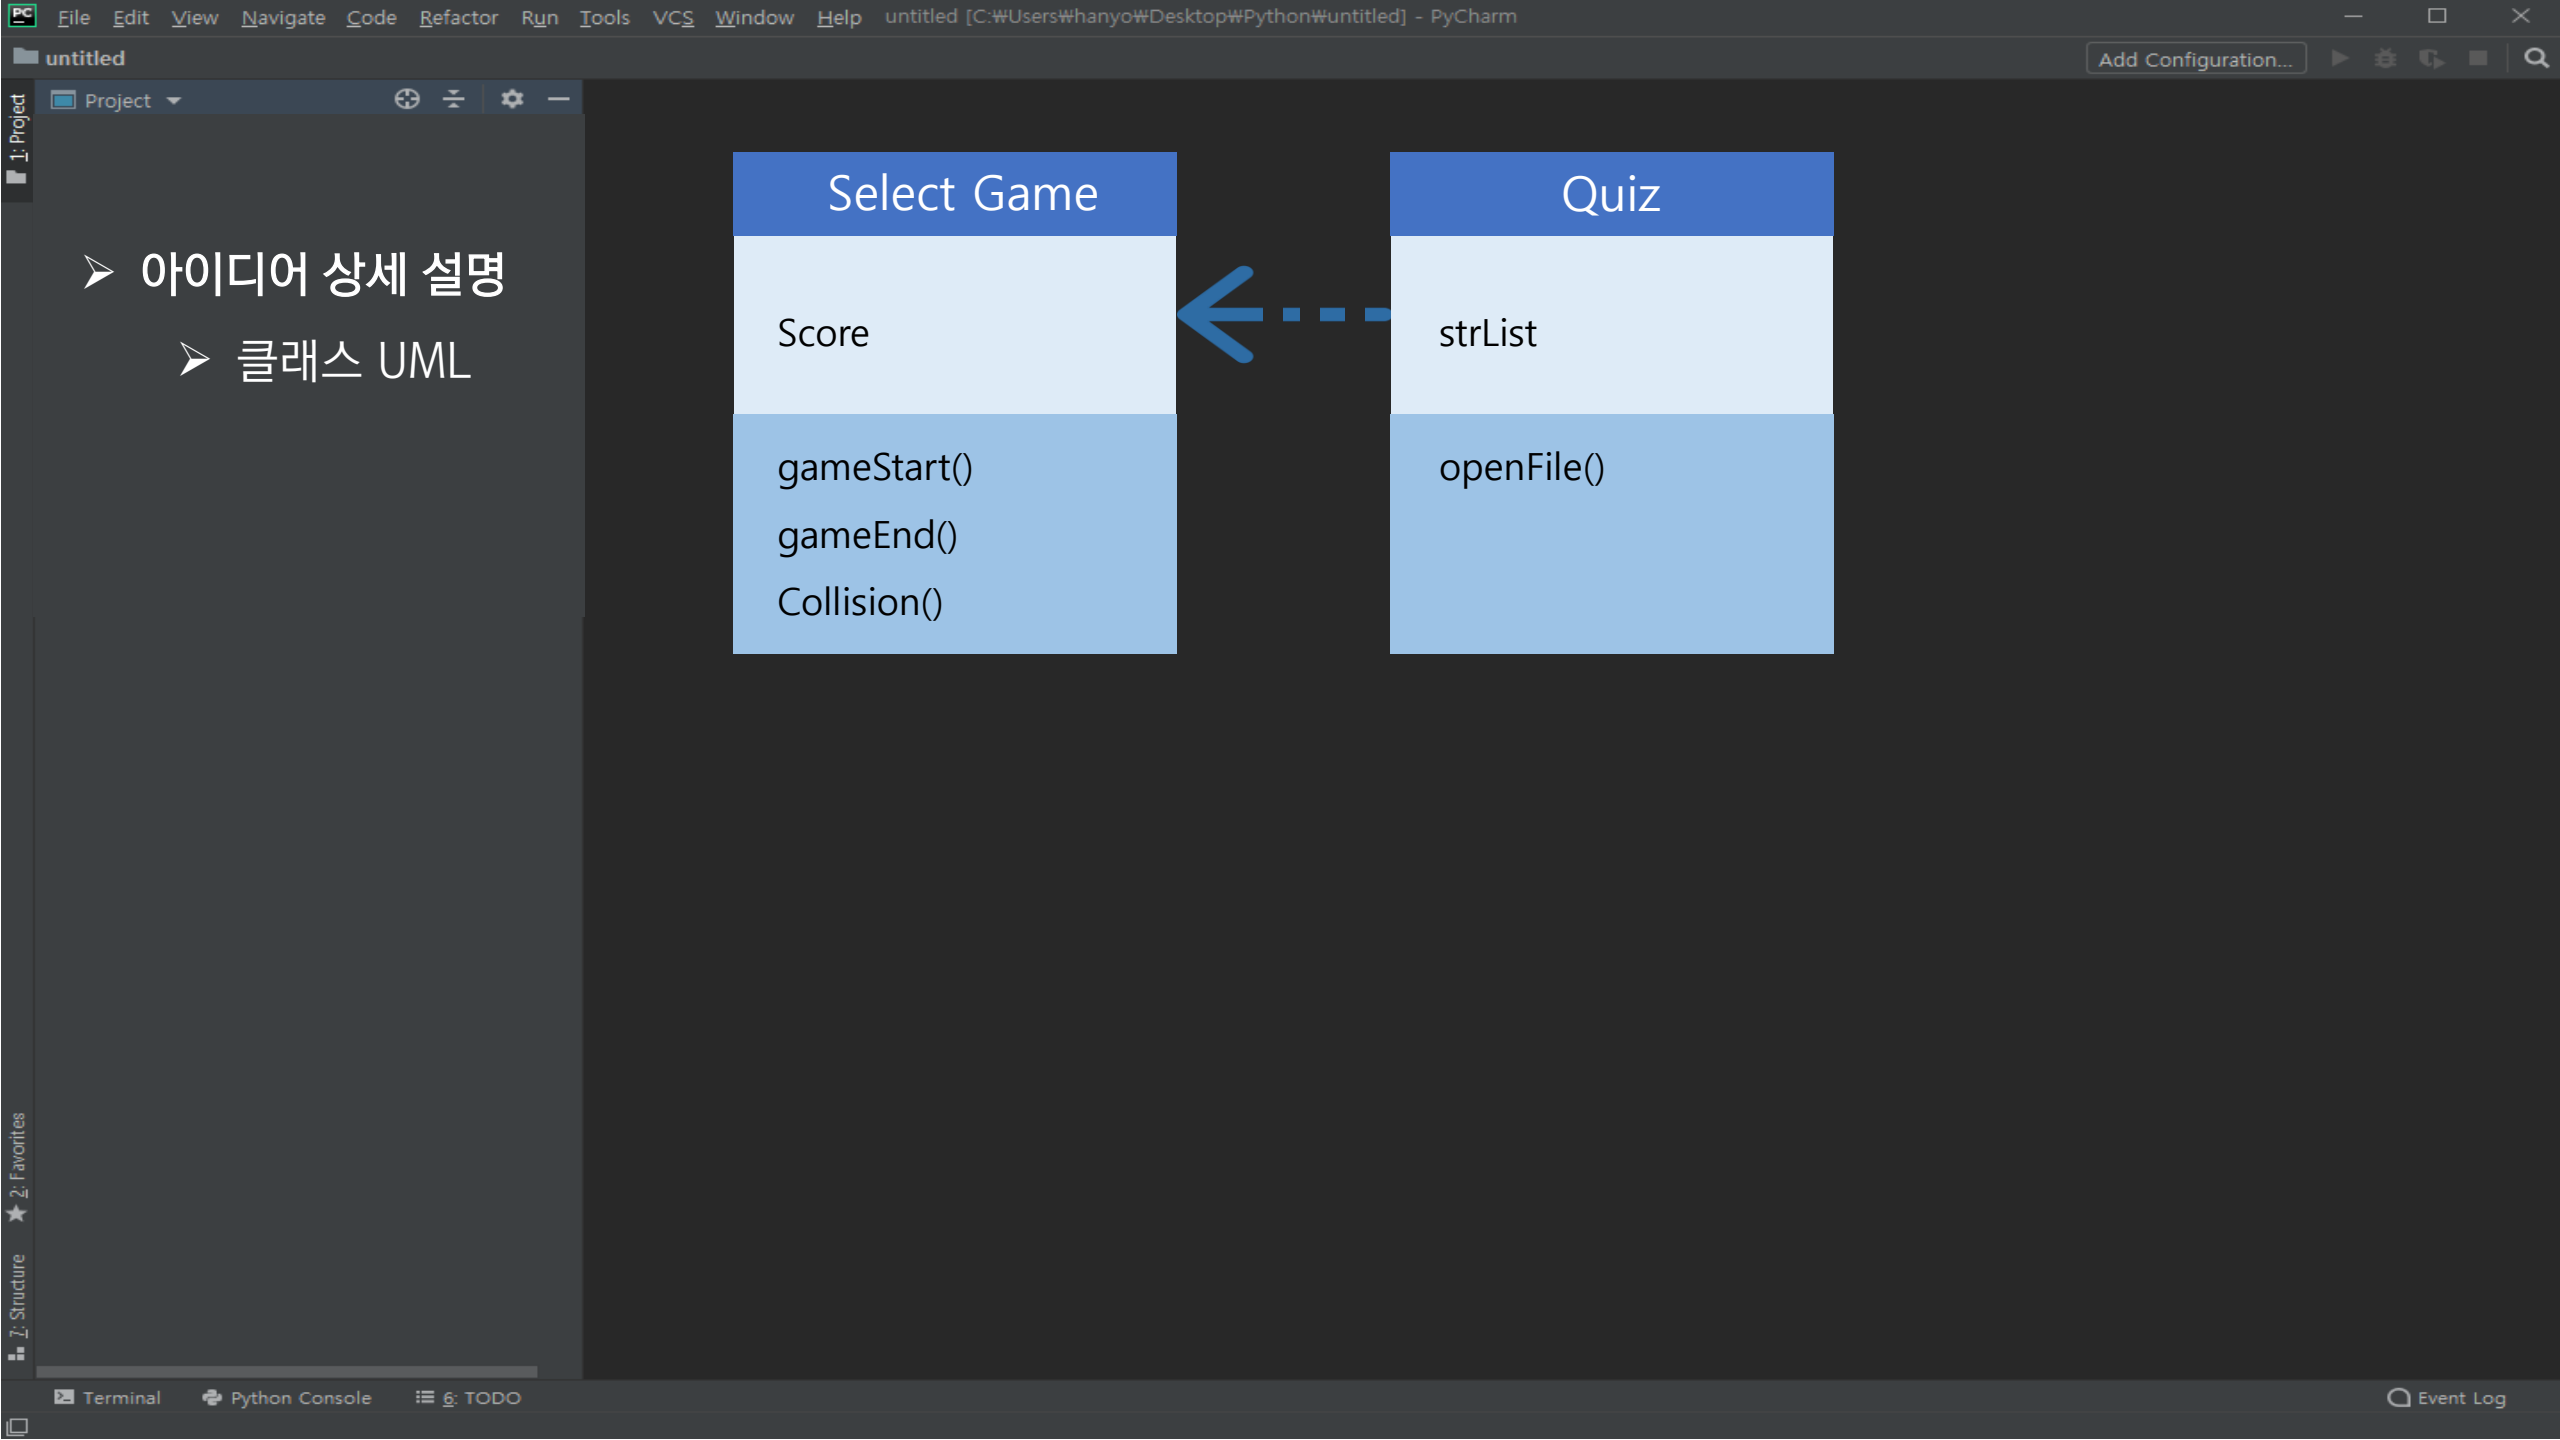 PC File Edit View Navigate Code Refactor Run Tools VCS Window Help untitled [C:₩Users₩hanyo₩Desktop₩Python₩untitled] - PyCharm
untitled
Add Configuration...
1: Project
Project
아이디어 상세 설명
클래스 UML
Select Game
Score
gameStart()
gameEnd()
Collision()
Quiz
strList
openFile()
2: Favorites
7: Structure
Terminal Python Console 6: TODO
Event Log